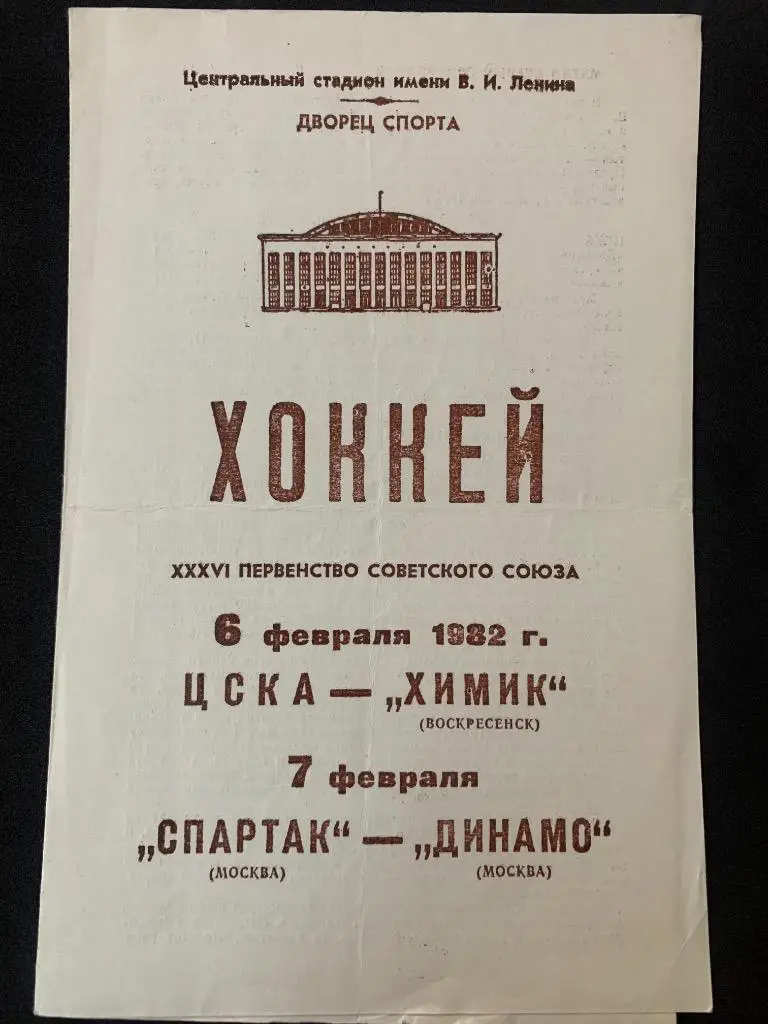 Центральный стадион имени В. И. Ленина
ДВОРЕЦ СПОРТА
ХОККЕЙ
XXXVI ПЕРВЕНСТВО СОВЕТСКОГО СОЮЗА
6 февраля 1982 г.
ЦСКА — „ХИМИК“
(ВОСКРЕСЕНСК)
7 февраля
„СПАРТАК“ — „ДИНАМО“
(МОСКВА) (МОСКВА)